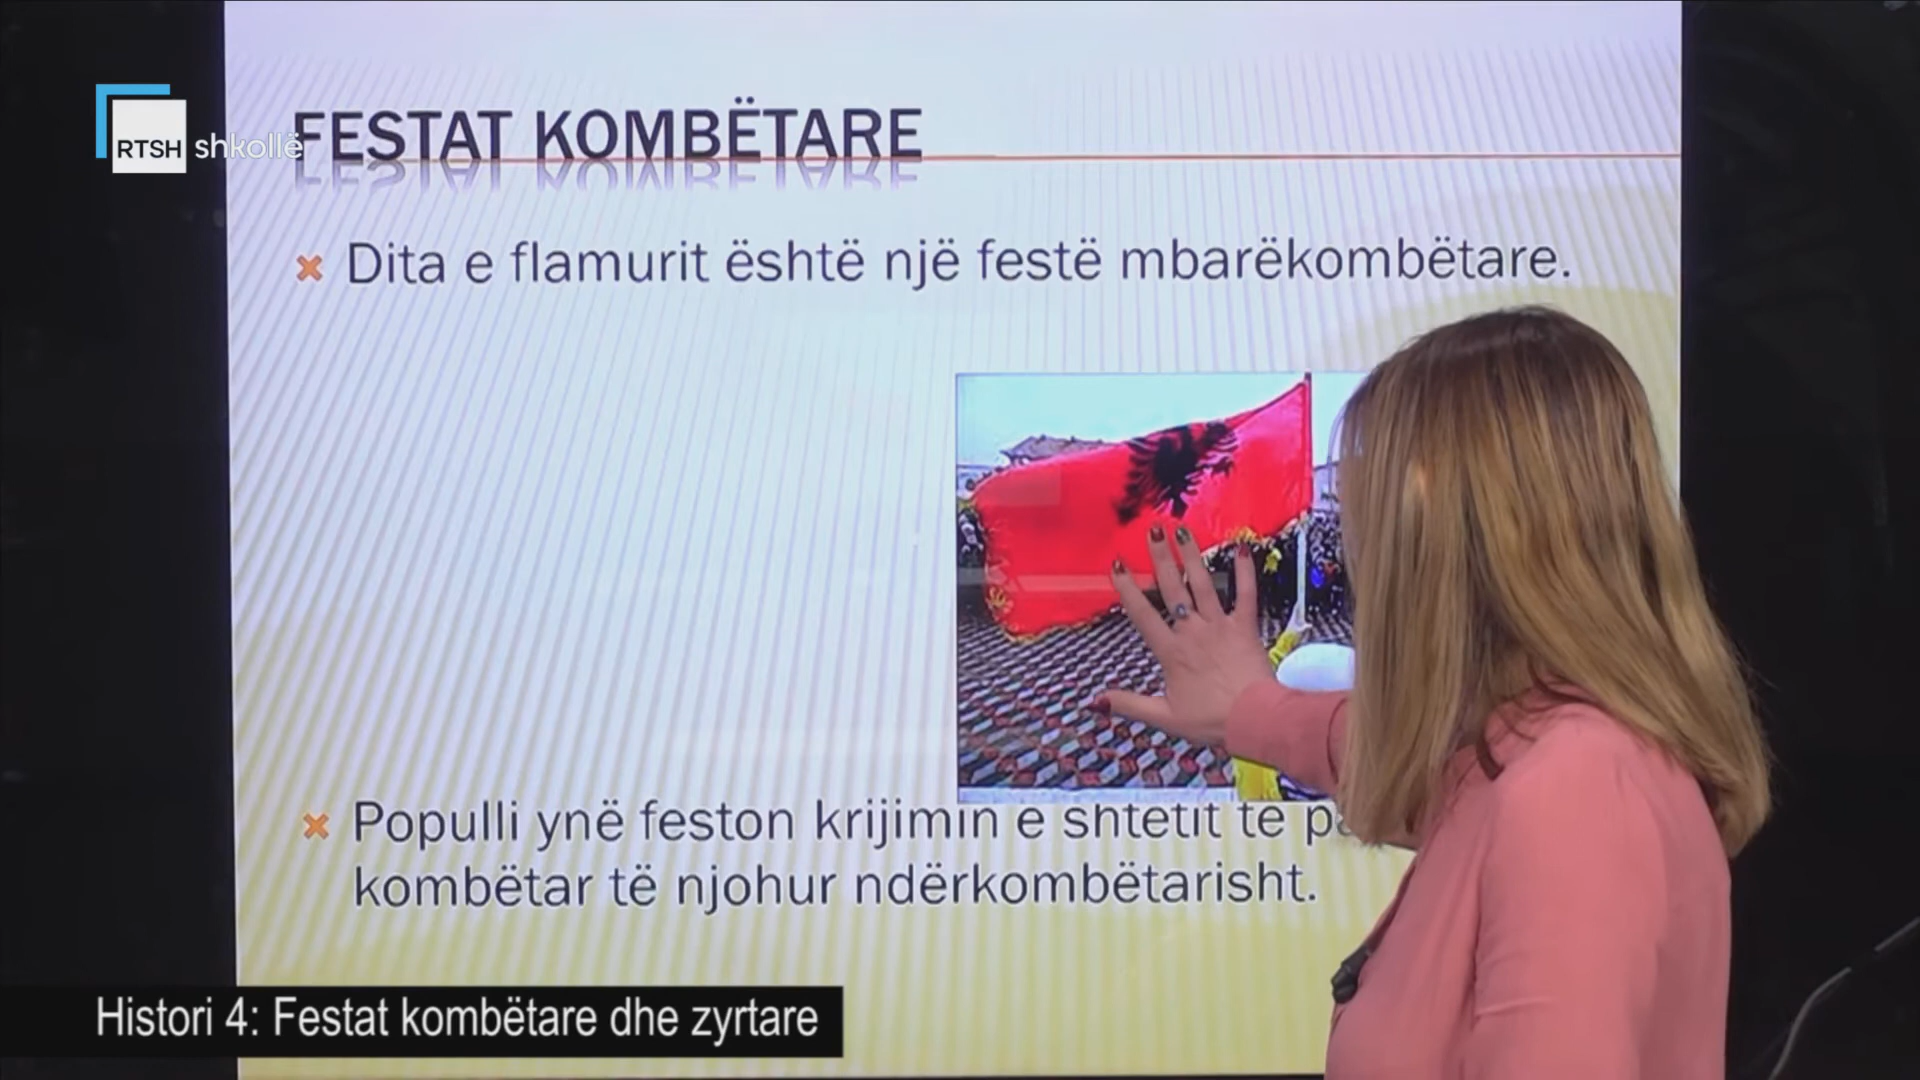 RTSH shkollë
FESTAT KOMBËTARE
Dita e flamurit është një festë mbarëkombëtare.
Populli ynë feston krijimin e shtetit të
kombëtar të njohur ndërkombëtarisht.
Histori 4: Festat kombëtare dhe zyrtare